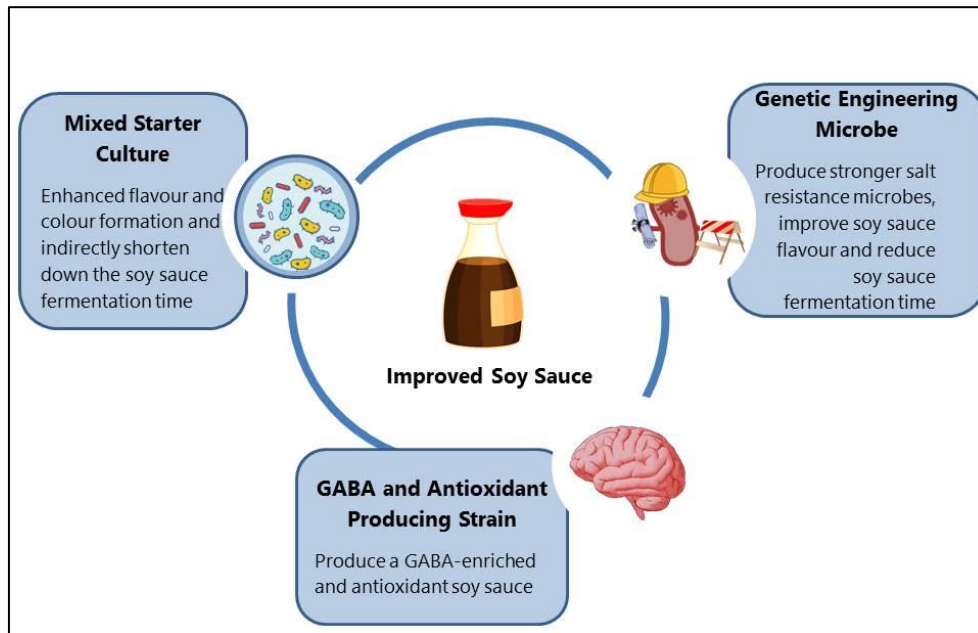 Mixed Starter
Culture
Enhanced flavour and
colour formation and
indirectly shorten
down the soy sauce
fermentation time
Genetic Engineering
Microbe
Produce stronger salt
resistance microbes,
improve soy sauce
flavour and reduce
soy sauce
fermentation time
Improved Soy Sauce
GABA and Antioxidant
Producing Strain
Produce a GABA-enriched
and antioxidant soy sauce